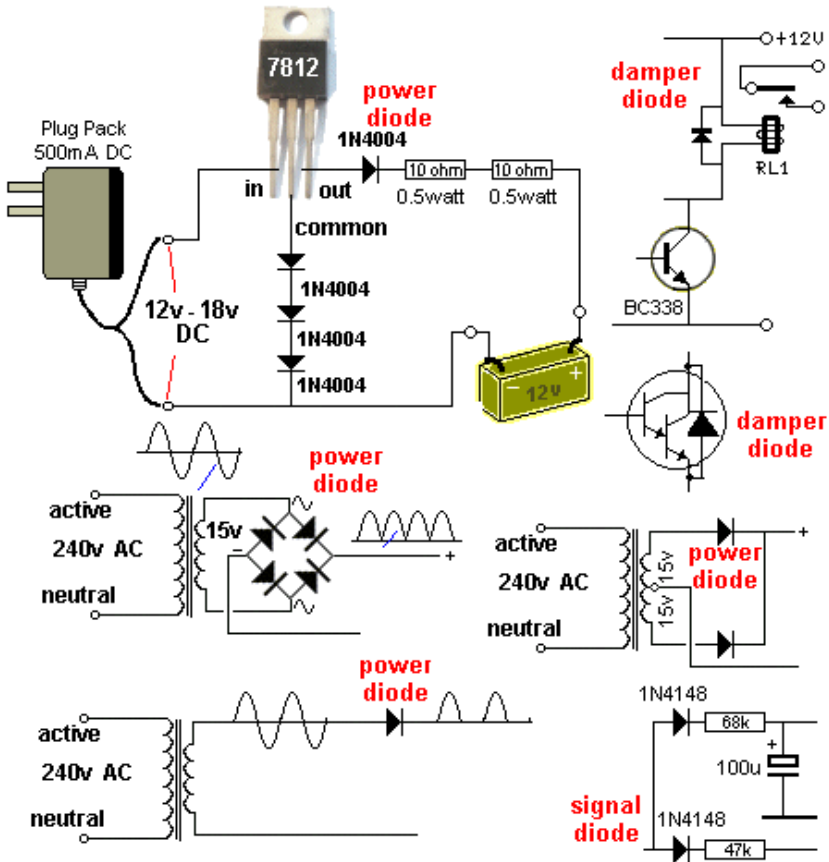 7812
power
diode
1N4004
Plug Pack
500mA DC
10 ohm
10 ohm
0.5watt
0.5watt
in
out
common
1N4004
1N4004
1N4004
12v - 18v
DC
12V
- +
damper
diode
+12V
RL1
BC338
damper
diode
power
diode
active
240v AC
neutral
15v
-
+
active
240v AC
neutral
15v
15v
power
diode
+
power
diode
active
240v AC
neutral
1N4148
68k
+
100u
signal
diode
1N4148
47k